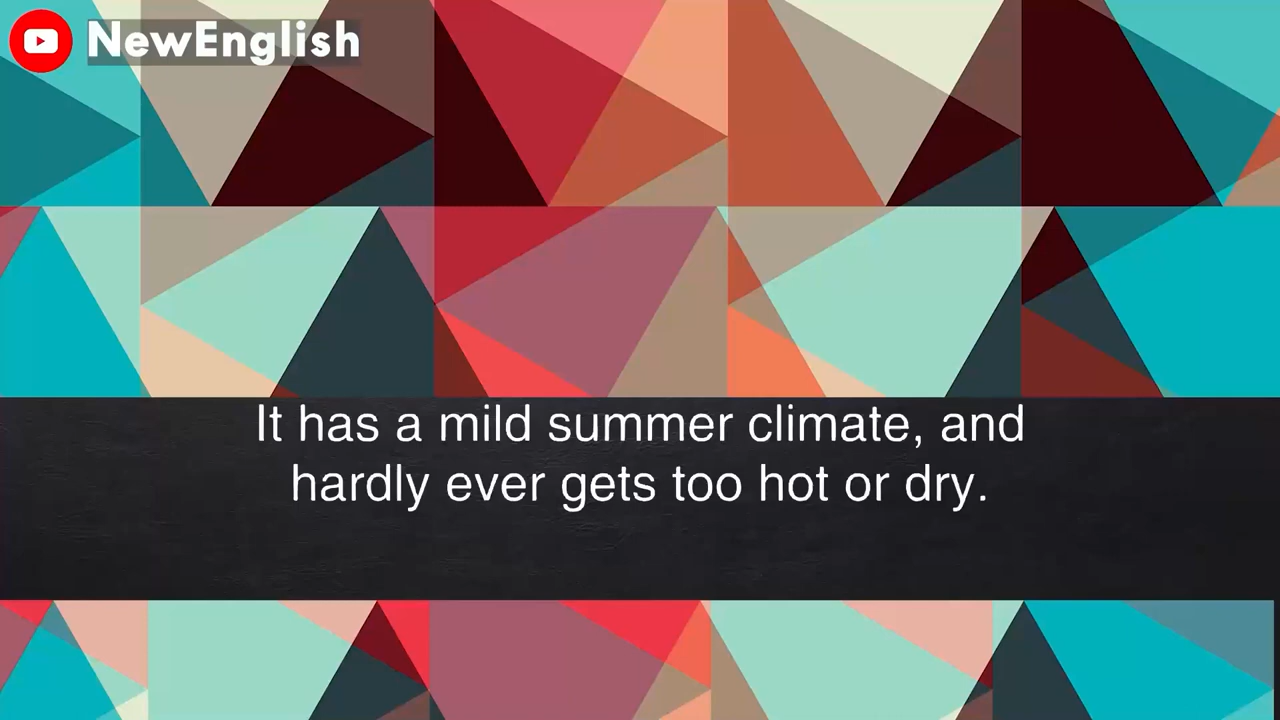 NewEnglish
It has a mild summer climate, and
hardly ever gets too hot or dry.